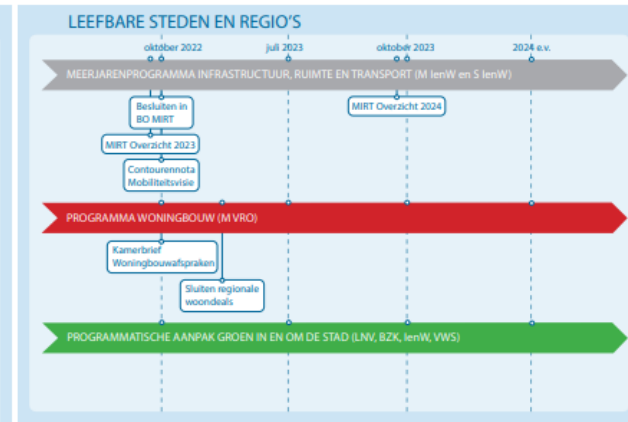 LEEFBARE STEDEN EN REGIO'S
oktober 2022 juli 2023 oktober 2023 2024 e.v.
MEERJARENPROGRAMMA INFRASTRUCTUUR, RUIMTE EN TRANSPORT (M IenW en S IenW)
Besluiten in
BO MIRT
MIRT Overzicht 2024
MIRT Overzicht 2023
Contourennota
Mobiliteitsvisie
PROGRAMMA WONINGBOUW (M VRO)
Kamerbrief
Woningbouwafspraken
Sluiten regionale
woondeals
PROGRAMMATISCHE AANPAK GROEN IN EN OM DE STAD (LNV, BZK, IenW, VWS)